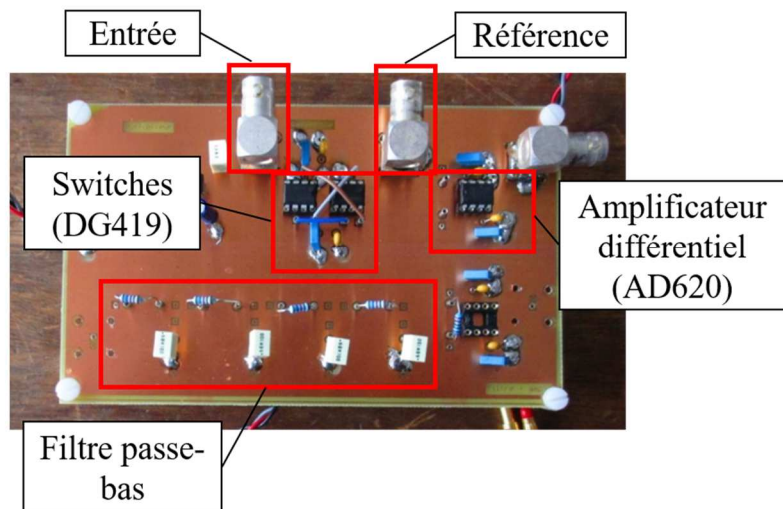 Entrée
Référence
Switches
(DG419)
Amplificateur
différentiel
(AD620)
Filtre passe-
bas